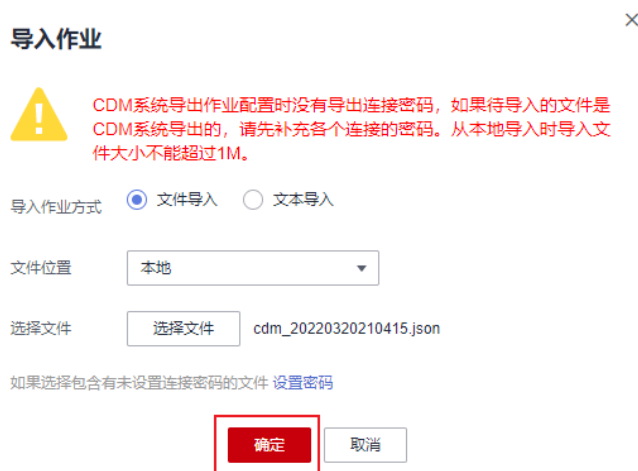 导入作业
CDM系统导出作业配置时没有导出连接密码，如果待导入的文件是
CDM系统导出的，请先补充各个连接的密码。从本地导入时导入文
件大小不能超过1M。
导入作业方式 文件导入 文本导入
文件位置 本地
选择文件 选择文件 cdm_20220320210415.json
如果选择包含有未设置连接密码的文件 设置密码
确定 取消